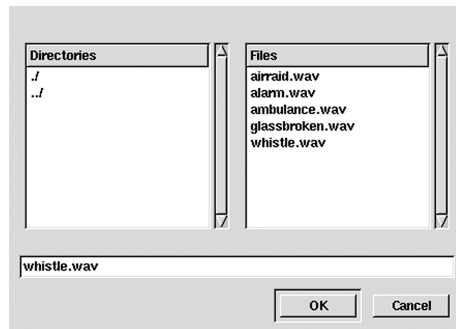 Directories
./
../
Files
airraid.wav
alarm.wav
ambulance.wav
glassbroken.wav
whistle.wav
whistle.wav
OK
Cancel